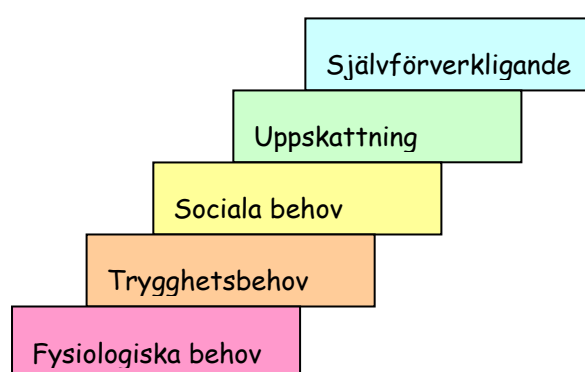 Självförverkligande
Uppskattning
Sociala behov
Trygghetsbehov
Fysiologiska behov